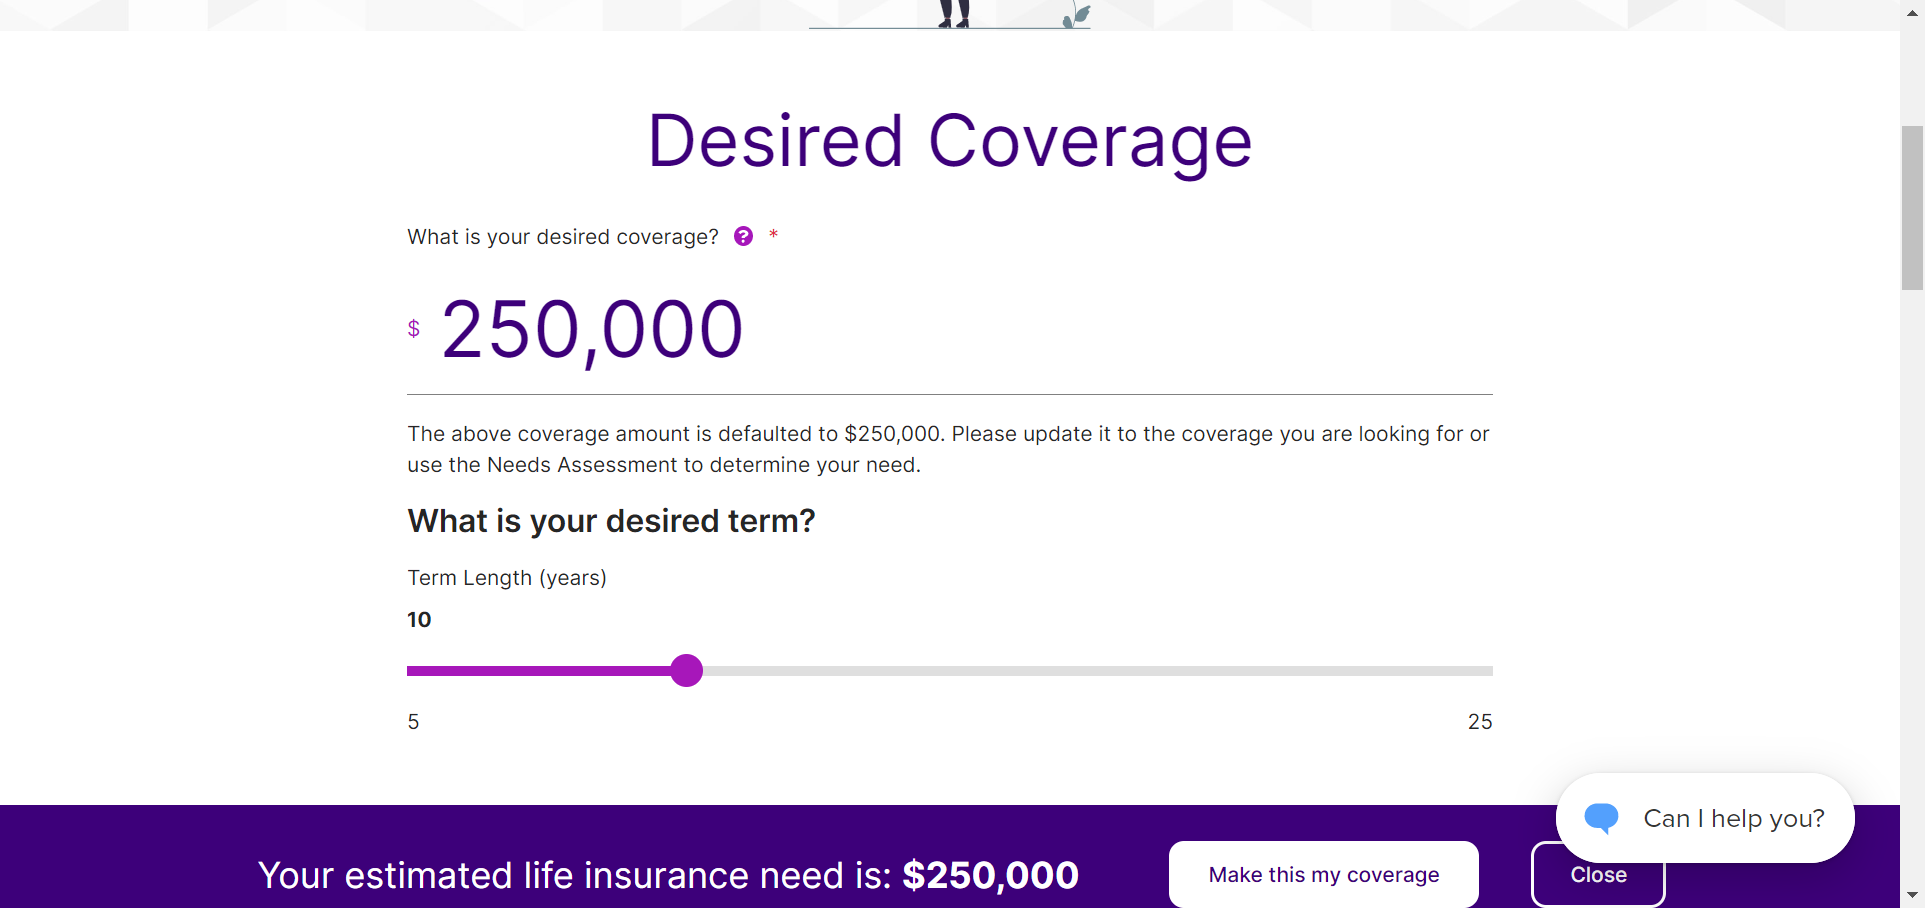 Desired Coverage
What is your desired coverage? ? *
$ 250,000
The above coverage amount is defaulted to $250,000. Please update it to the coverage you are looking for or
use the Needs Assessment to determine your need.
What is your desired term?
Term Length (years)
10
5 25
Can I help you?
Your estimated life insurance need is: $250,000 Make this my coverage Close